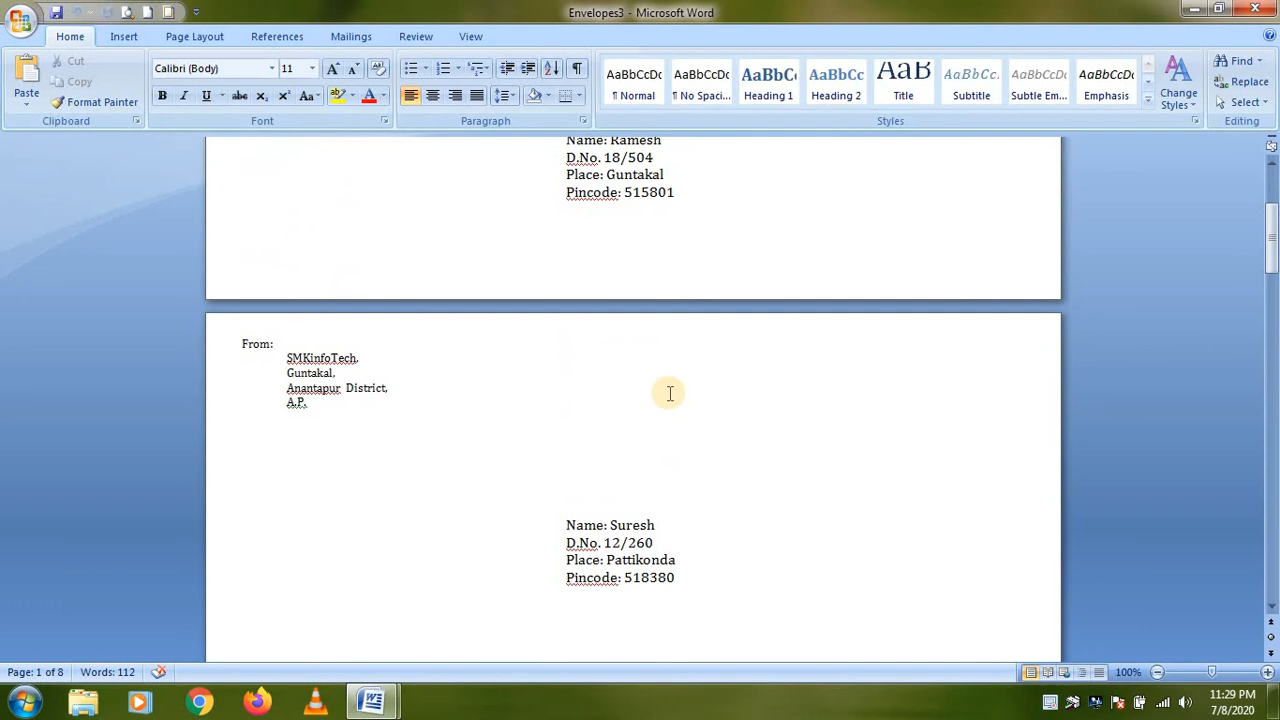 Envelopes3 - Microsoft Word
Home Insert Page Layout References Mailings Review View
Paste
Cut
Copy
Format Painter
Clipboard
Calibri (Body) 11
Font
Paragraph
AaBbCcDc AaBbCcDc AaBbC AaBbCc AaB AaBbCc. AaBbCcDc AaBbCcDc
¶ Normal ¶ No Spaci... Heading 1 Heading 2 Title Subtitle Subtle Em... Emphasis
Change Styles
Styles
Find
Replace
Select
Editing
Name: Ramesh
D.No. 18/504
Place: Guntakal
Pincode: 515801
From:
SMKinfoTech,
Guntakal,
Anantapur District,
A.P.
Name: Suresh
D.No. 12/260
Place: Pattikonda
Pincode: 518380
Page: 1 of 8 Words: 112 100%
11:29 PM
7/8/2020